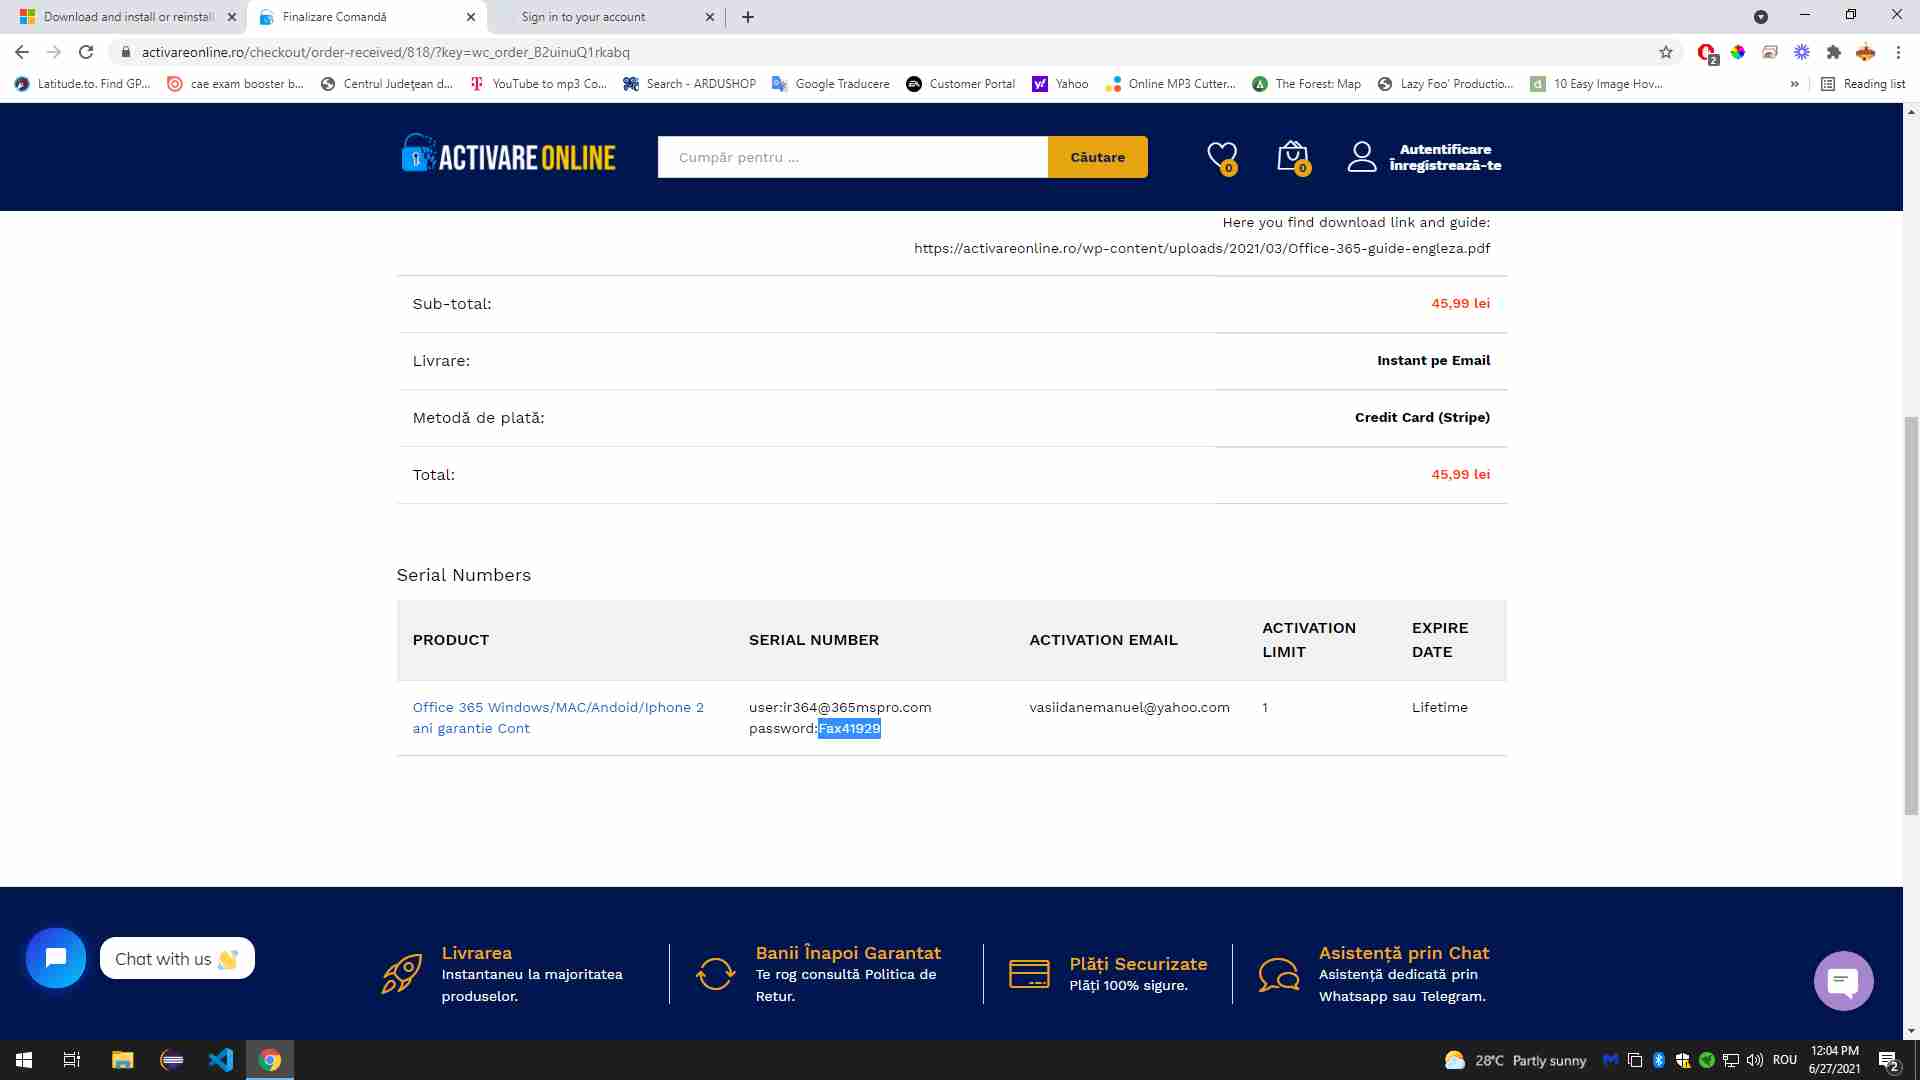 Download and install or reinstall
Finalizare Comandă
Sign in to your account
activareonline.ro/checkout/order-received/818/?key=wc_order_B2uinuQ1rkabq
2
Latitude.to. Find GP...
cae exam booster b...
Centrul Judeţean d...
YouTube to mp3 Co...
Search - ARDUSHOP
Google Traducere
Customer Portal
Yahoo
Online MP3 Cutter...
The Forest: Map
Lazy Foo' Productio...
10 Easy Image Hov...
»
Reading list
ACTIVARE ONLINE
Cumpăr pentru ...
Căutare
0
0
Autentificare
Înregistrează-te
Here you find download link and guide:
https://activareonline.ro/wp-content/uploads/2021/03/Office-365-guide-engleza.pdf
Sub-total:
45,99 lei
Livrare:
Instant pe Email
Metodă de plată:
Credit Card (Stripe)
Total:
45,99 lei
Serial Numbers
PRODUCT
SERIAL NUMBER
ACTIVATION EMAIL
ACTIVATION LIMIT
EXPIRE DATE
Office 365 Windows/MAC/Andoid/Iphone 2
ani garantie Cont
user:ir364@365mspro.com
password:Fax41929
vasiidanemanuel@yahoo.com
1
Lifetime
Chat with us 👋
Livrarea
Instantaneu la majoritatea
produselor.
Banii Înapoi Garantat
Te rog consultă Politica de
Retur.
Plăți Securizate
Plăți 100% sigure.
Asistență prin Chat
Asistență dedicată prin
Whatsapp sau Telegram.
28°C Partly sunny
ROU
12:04 PM
6/27/2021
2